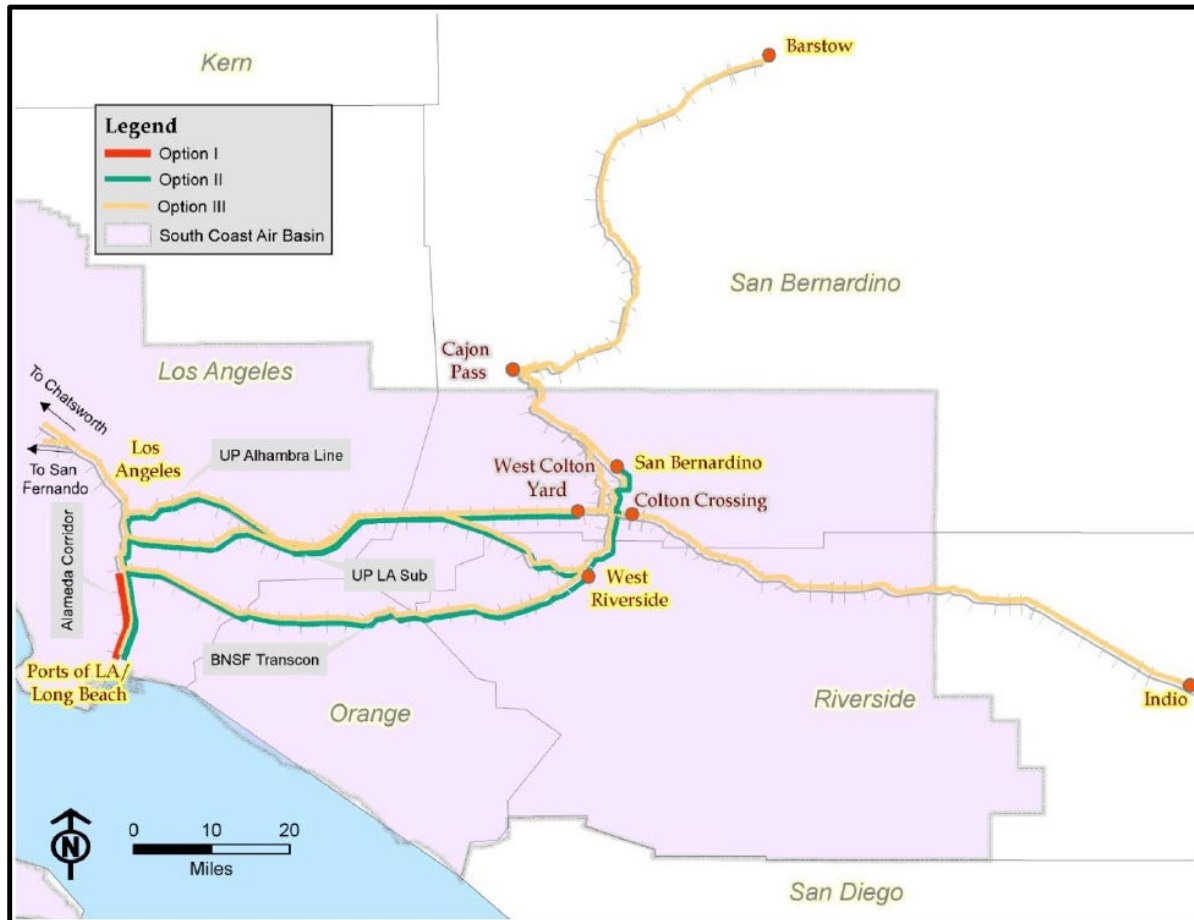 Kern
Barstow
Legend
Option I
Option II
Option III
South Coast Air Basin
San Bernardino
Cajon
Pass
Los Angeles
To Chatsworth
Los
Angeles
UP Alhambra Line
To San
Fernando
West Colton
Yard
San Bernardino
Colton Crossing
Alameda Corridor
UP LA Sub
West
Riverside
BNSF Transcon
Ports of LA/
Long Beach
Orange
Riverside
Indio
N
0 10 20
Miles
San Diego